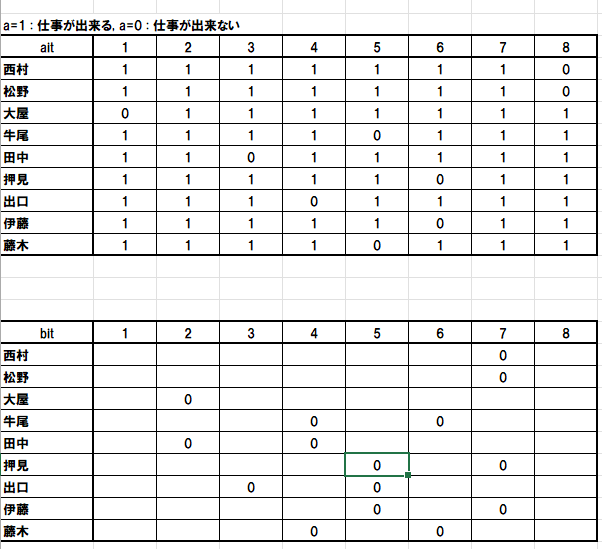 a=1 : 仕事が出来る, a=0 : 仕事が出来ない
ait 1 2 3 4 5 6 7 8
西村 1 1 1 1 1 1 1 0
松野 1 1 1 1 1 1 1 0
大屋 0 1 1 1 1 1 1 1
牛尾 1 1 1 1 0 1 1 1
田中 1 1 0 1 1 1 1 1
押見 1 1 1 1 1 0 1 1
出口 1 1 1 0 1 1 1 1
伊藤 1 1 1 1 1 0 1 1
藤木 1 1 1 1 0 1 1 1
bit 1 2 3 4 5 6 7 8
西村 0
松野 0
大屋 0
牛尾 0 0
田中 0 0
押見 0 0
出口 0 0
伊藤 0 0
藤木 0 0